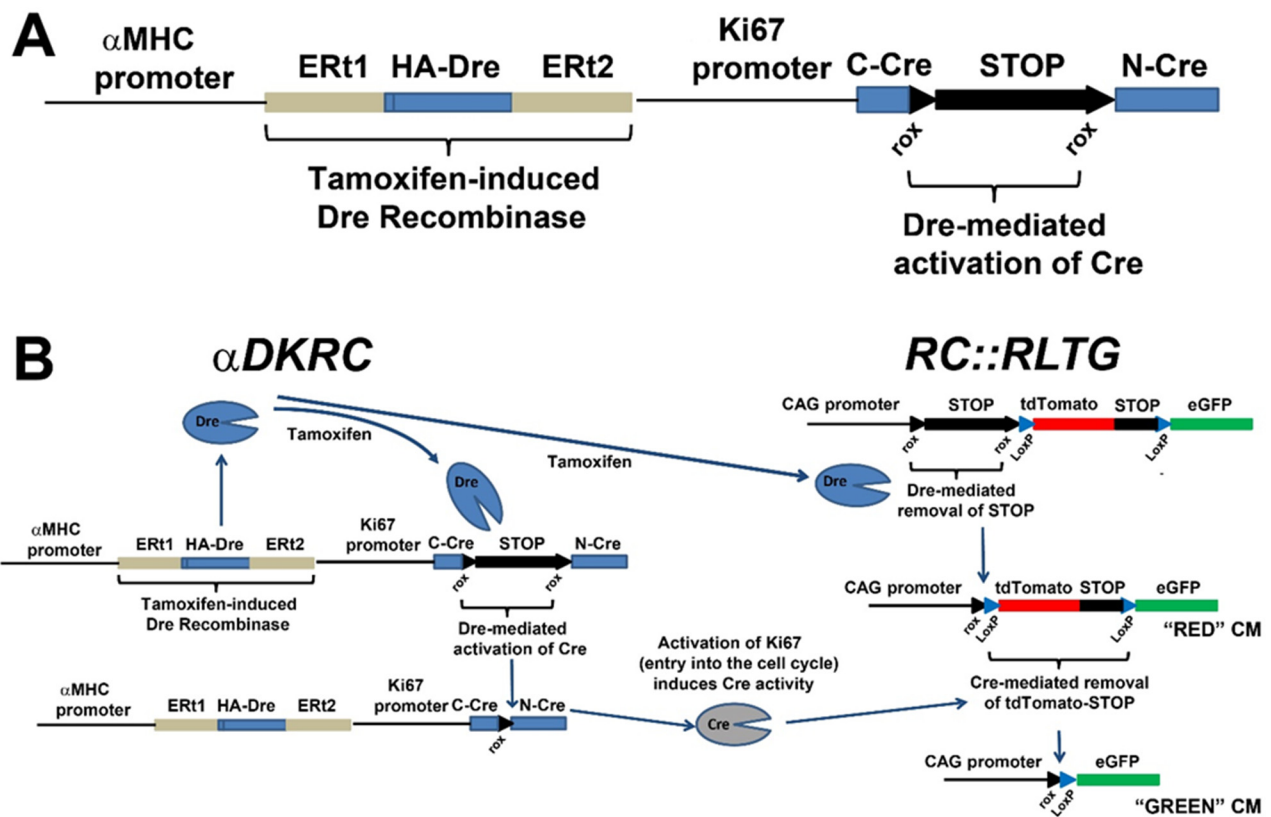 A
αMHC
promoter
ERt1 HA-Dre ERt2
Ki67
promoter
C-Cre STOP N-Cre
rox rox
Tamoxifen-induced
Dre Recombinase
Dre-mediated
activation of Cre
B
αDKRC
RC::RLTG
Dre
Tamoxifen
Tamoxifen
Dre
Dre
CAG promoter STOP tdTomato STOP eGFP
rox rox LoxP LoxP
Dre-mediated
removal of STOP
αMHC
promoter
ERt1 HA-Dre ERt2
Ki67
promoter
C-Cre STOP N-Cre
rox rox
Tamoxifen-induced
Dre Recombinase
Dre-mediated
activation of Cre
CAG promoter tdTomato STOP eGFP
rox LoxP LoxP
“RED” CM
Activation of Ki67
(entry into the cell cycle)
induces Cre activity
αMHC
promoter
ERt1 HA-Dre ERt2
Ki67
promoter
C-Cre N-Cre
rox
Cre
Cre-mediated removal
of tdTomato-STOP
CAG promoter eGFP
rox LoxP
“GREEN” CM